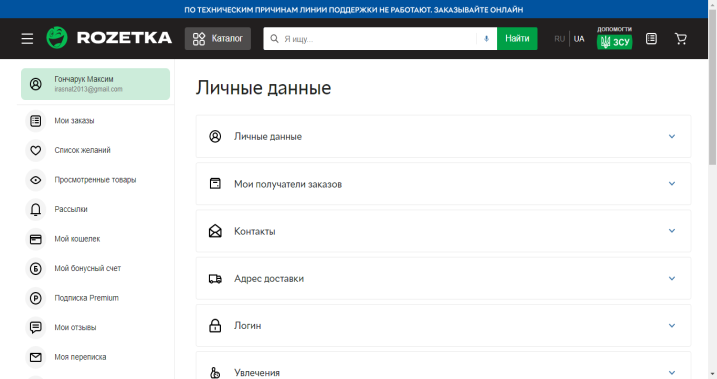 ПО ТЕХНИЧЕСКИМ ПРИЧИНАМ ЛИНИИ ПОДДЕРЖКИ НЕ РАБОТАЮТ. ЗАКАЗЫВАЙТЕ ОНЛАЙН
ROZETKA
Каталог
Я ищу...
Найти
RU
UA
ДОПОМОГТИ
ЗСУ
Гончарук Максим
irasnat2013@gmail.com
Мои заказы
Список желаний
Просмотренные товары
Рассылки
Мой кошелек
Мой бонусный счет
Подписка Premium
Мои отзывы
Моя переписка
Личные данные
Личные данные
Мои получатели заказов
Контакты
Адрес доставки
Логин
Увлечения